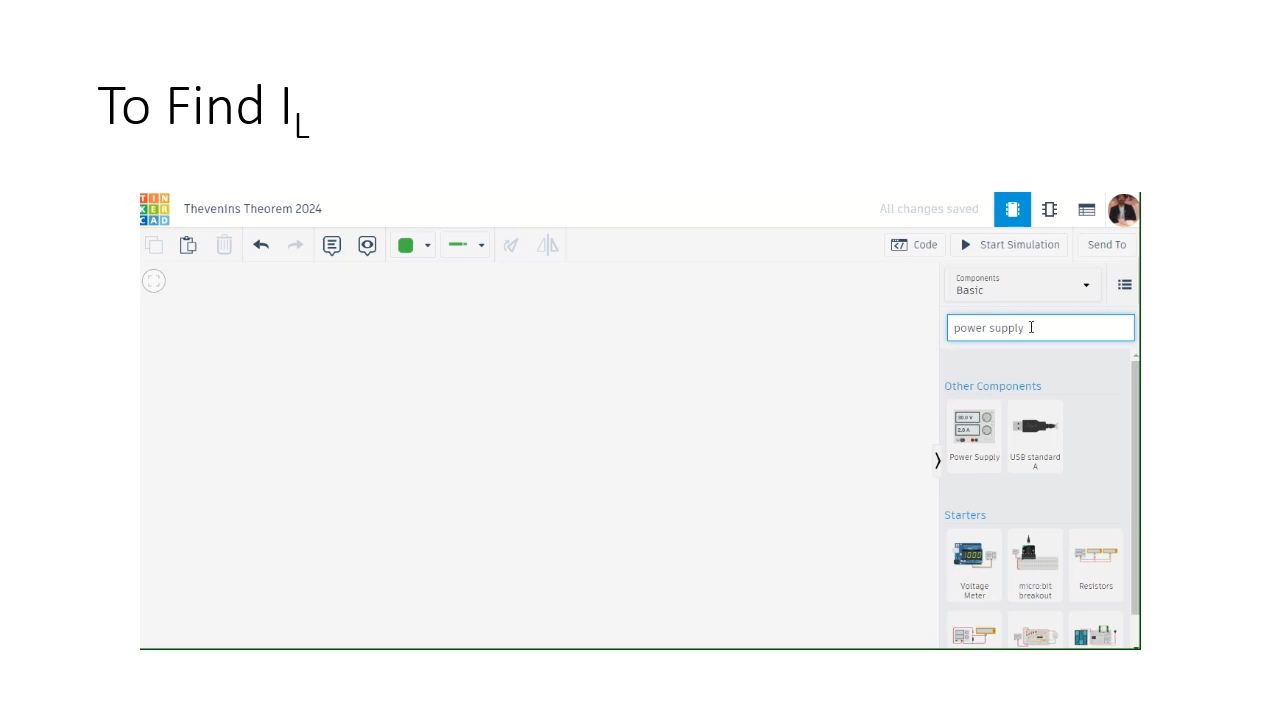 To Find I_L
TIN
KER
CAD
Thevenins Theorem 2024
All changes saved
Code
Start Simulation
Send To
Components
Basic
power supply
Other Components
30.0 V
2.0 A
Power Supply
USB standard
A
Starters
Voltage
Meter
micro:bit
breakout
Resistors